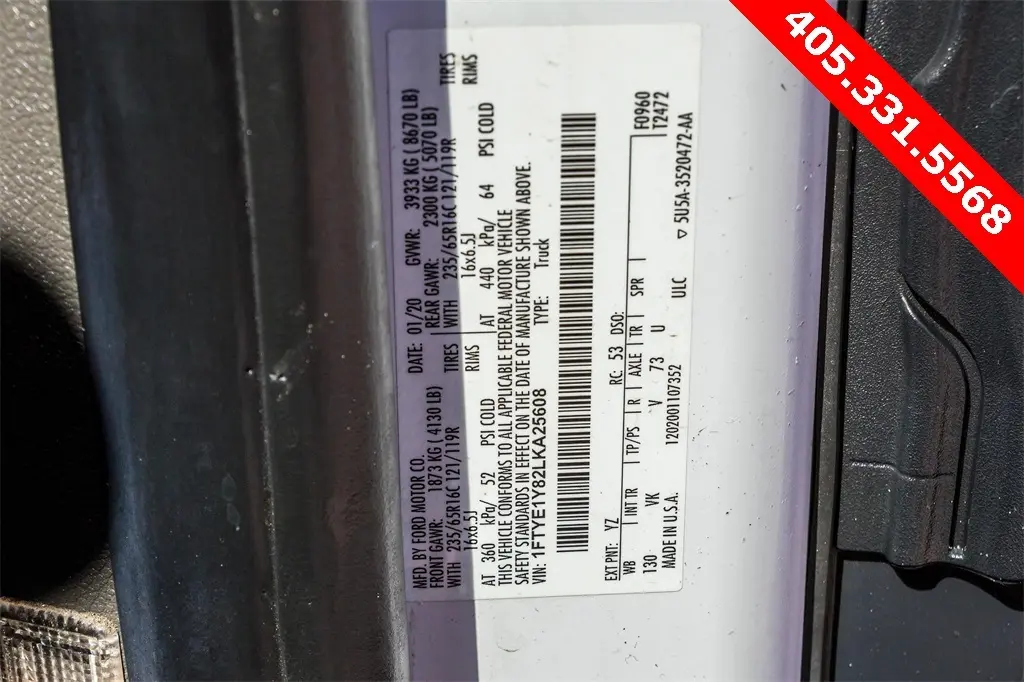 MFD. BY FORD MOTOR CO. DATE: 01/20 GVWR: 3933 KG ( 8670 LB)
FRONT GAWR: 1873 KG ( 4130 LB) REAR GAWR: 2300 KG ( 5070 LB)
WITH 235/65R16C 121/119R TIRES WITH 235/65R16C 121/119R TIRES
16x6.5J RIMS 16x6.5J RIMS
AT 360 kPa/ 52 PSI COLD AT 440 kPa/ 64 PSI COLD
THIS VEHICLE CONFORMS TO ALL APPLICABLE FEDERAL MOTOR VEHICLE
SAFETY STANDARDS IN EFFECT ON THE DATE OF MANUFACTURE SHOWN ABOVE.
VIN: 1FTYE1Y82LKA25608 TYPE: Truck
EXT PNT: YZ RC: 53 DSO: F0960
WB INT TR TP/PS R AXLE TR SPR T2472
130 VK V 73 U
MADE IN U.S.A. 1202001107352 ULC ▽ 5U5A-3520472-AA
405.331.5568